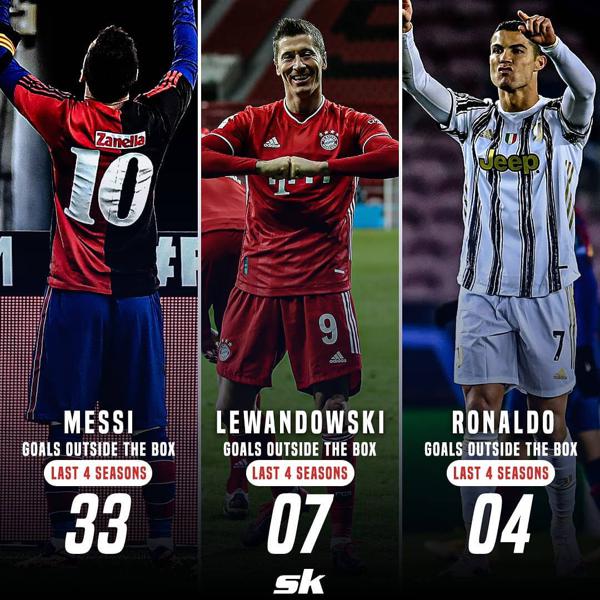 Zanella
10
9
Jeep
7
MESSI
GOALS OUTSIDE THE BOX
LAST 4 SEASONS
33
LEWANDOWSKI
GOALS OUTSIDE THE BOX
LAST 4 SEASONS
07
RONALDO
GOALS OUTSIDE THE BOX
LAST 4 SEASONS
04
sk